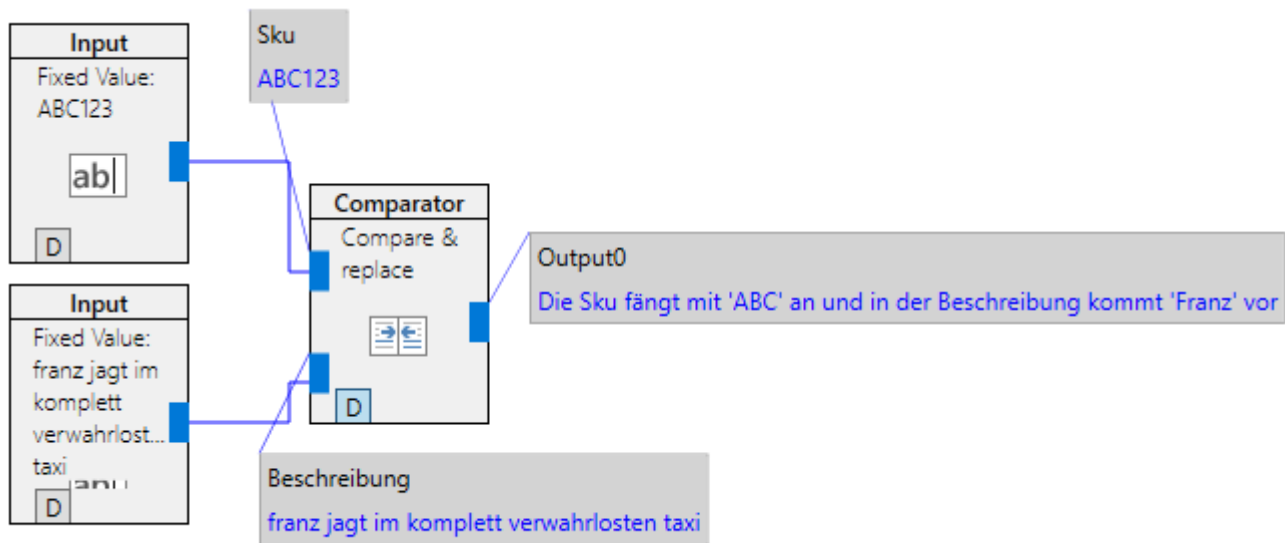 Input
Fixed Value:
ABC123
ab
D
Sku
ABC123
Comparator
Compare &
replace
D
Output0
Die Sku fängt mit 'ABC' an und in der Beschreibung kommt 'Franz' vor
Input
Fixed Value:
franz jagt im
komplett
verwahrlost...
taxi
D
Beschreibung
franz jagt im komplett verwahrlosten taxi